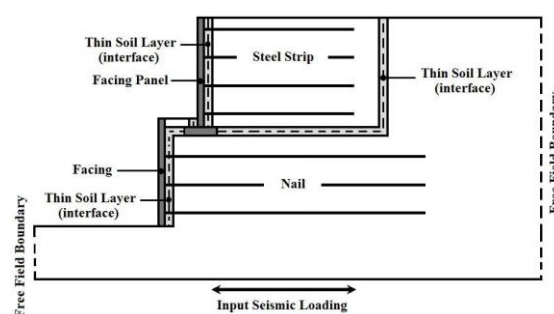 Thin Soil Layer
(interface)
Steel Strip
Facing Panel
Thin Soil Layer
(interface)
Facing
Nail
Thin Soil Layer
(interface)
Free Field Boundary
Free Field Boundary
Input Seismic Loading